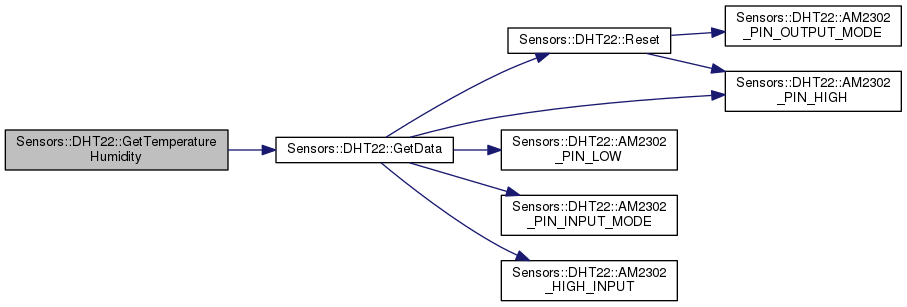 Sensors::DHT22::GetTemperature
Humidity
Sensors::DHT22::GetData
Sensors::DHT22::Reset
Sensors::DHT22::AM2302
_PIN_OUTPUT_MODE
Sensors::DHT22::AM2302
_PIN_HIGH
Sensors::DHT22::AM2302
_PIN_LOW
Sensors::DHT22::AM2302
_PIN_INPUT_MODE
Sensors::DHT22::AM2302
_HIGH_INPUT